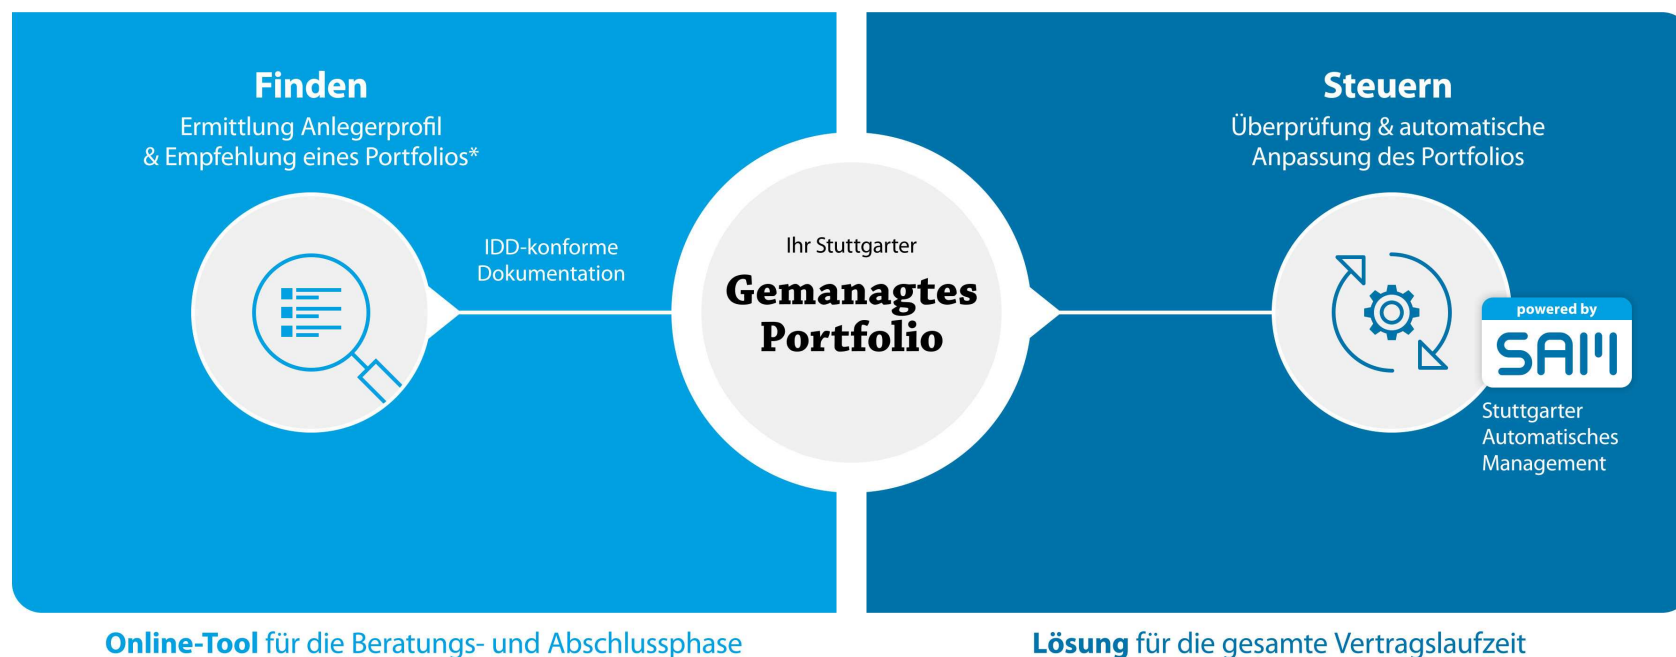 Finden
Ermittlung Anlegerprofil
& Empfehlung eines Portfolios*
IDD-konforme
Dokumentation
Ihr Stuttgarter
Gemanagtes
Portfolio
Steuern
Überprüfung & automatische
Anpassung des Portfolios
powered by
SAM
Stuttgarter
Automatisches
Management
Online-Tool für die Beratungs- und Abschlussphase
Lösung für die gesamte Vertragslaufzeit